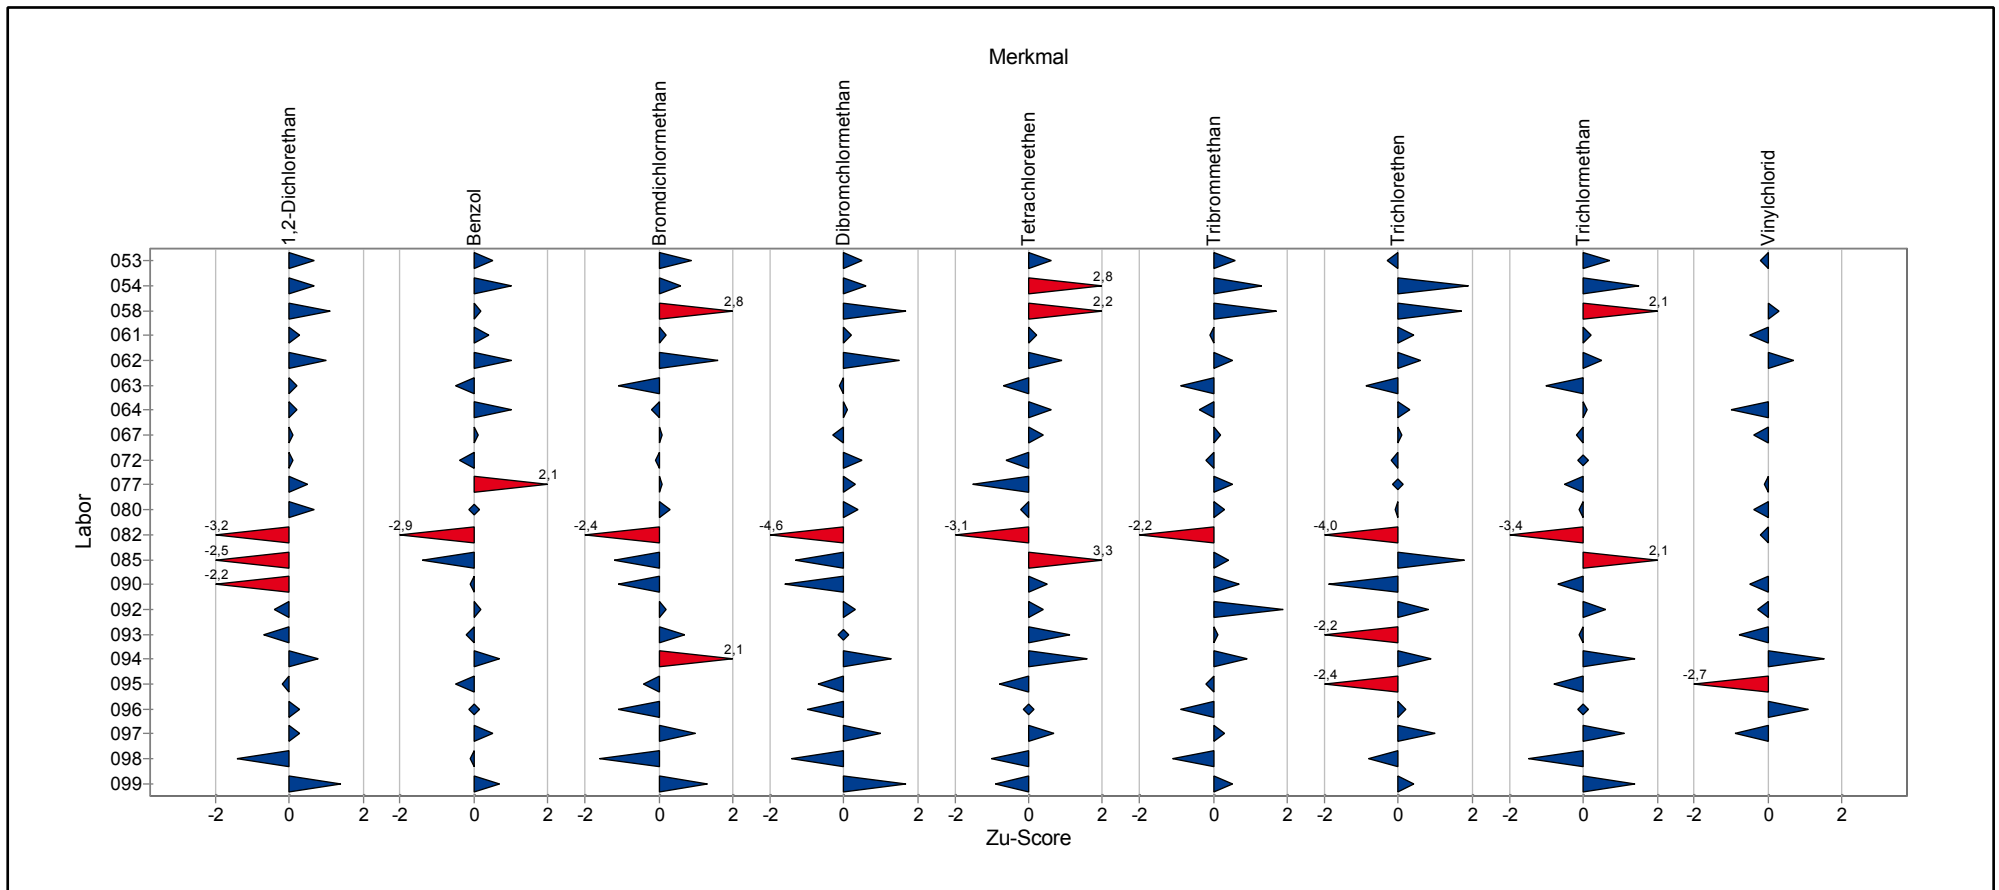 Merkmal
1,2-Dichlorethan
Benzol
Bromdichlormethan
Dibromchlormethan
Tetrachlorethen
Tribrommethan
Trichlorethen
Trichlormethan
Vinylchlorid
Labor
053
054 2,8
058 2,8 2,2 2,1
061
062
063
064
067
072
077 2,1
080
082 -3,2 -2,9 -2,4 -4,6 -3,1 -2,2 -4,0 -3,4
085 -2,5 3,3 2,1
090 -2,2
092
093 -2,2
094 2,1
095 -2,4 -2,7
096
097
098
099
-2 0 2 -2 0 2 -2 0 2 -2 0 2 -2 0 2 -2 0 2 -2 0 2 -2 0 2 -2 0 2
Zu-Score